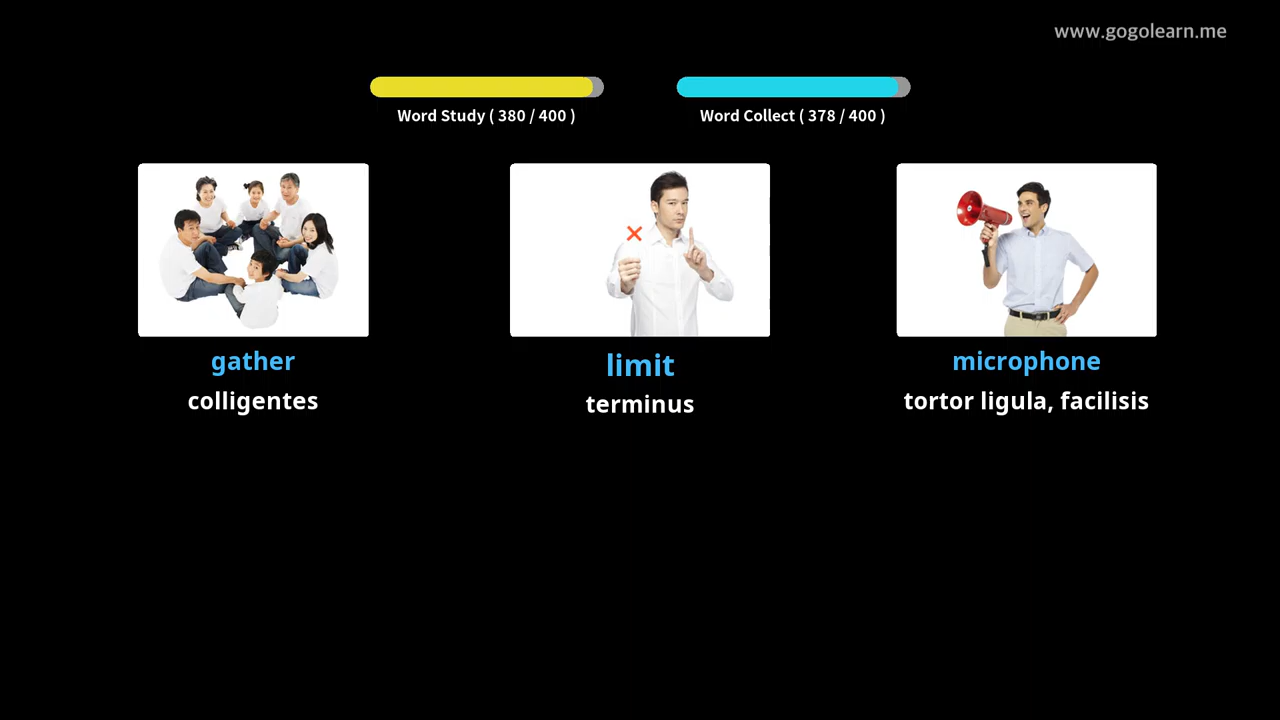 www.gogolearn.me
Word Study ( 380 / 400 )
Word Collect ( 378 / 400 )
gather
limit
microphone
colligentes
terminus
tortor ligula, facilisis